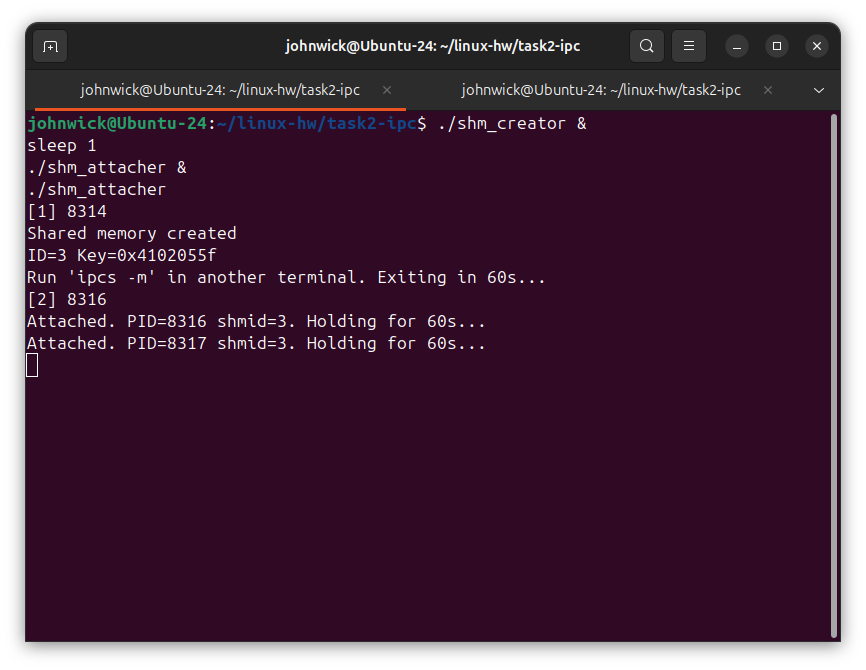 johnwick@Ubuntu-24: ~/linux-hw/task2-ipc
johnwick@Ubuntu-24: ~/linux-hw/task2-ipc
johnwick@Ubuntu-24: ~/linux-hw/task2-ipc
johnwick@Ubuntu-24:~/linux-hw/task2-ipc$ ./shm_creator &
sleep 1
./shm_attacher &
./shm_attacher
[1] 8314
Shared memory created
ID=3 Key=0x4102055f
Run 'ipcs -m' in another terminal. Exiting in 60s...
[2] 8316
Attached. PID=8316 shmid=3. Holding for 60s...
Attached. PID=8317 shmid=3. Holding for 60s...